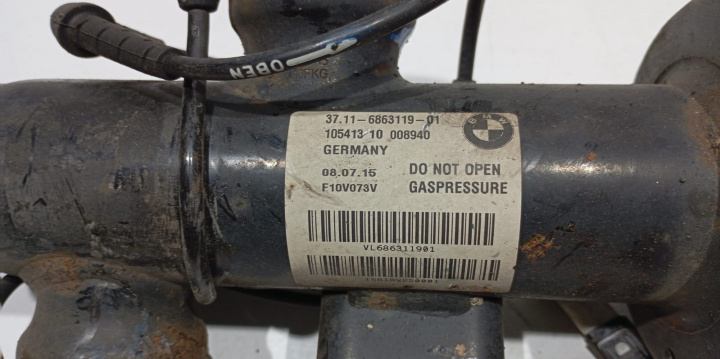 OBEN
37.11-6863119-01
105413 10 008940
GERMANY
08.07.15 DO NOT OPEN
F10V073V GASPRESSURE
VL686311901